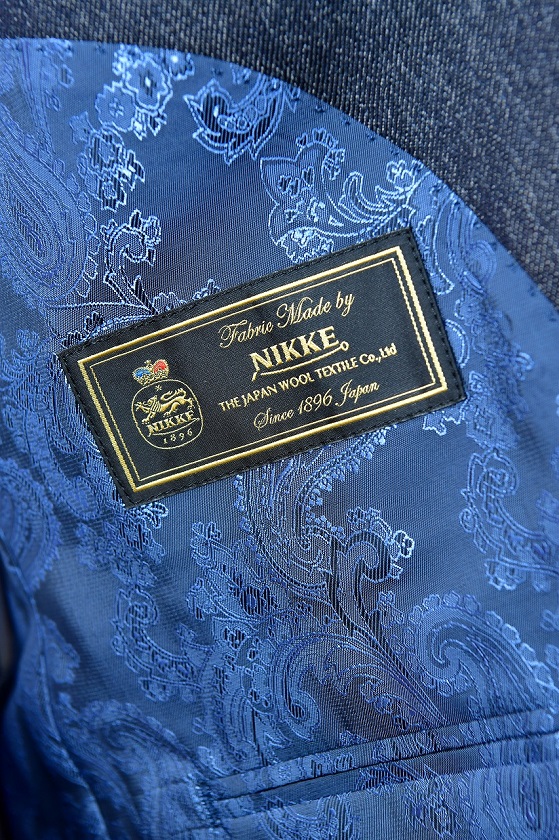 Fabric Made by
NIKKE
THE JAPAN WOOL TEXTILE Co.,Ltd
Since 1896 Japan
NIKKE
1896